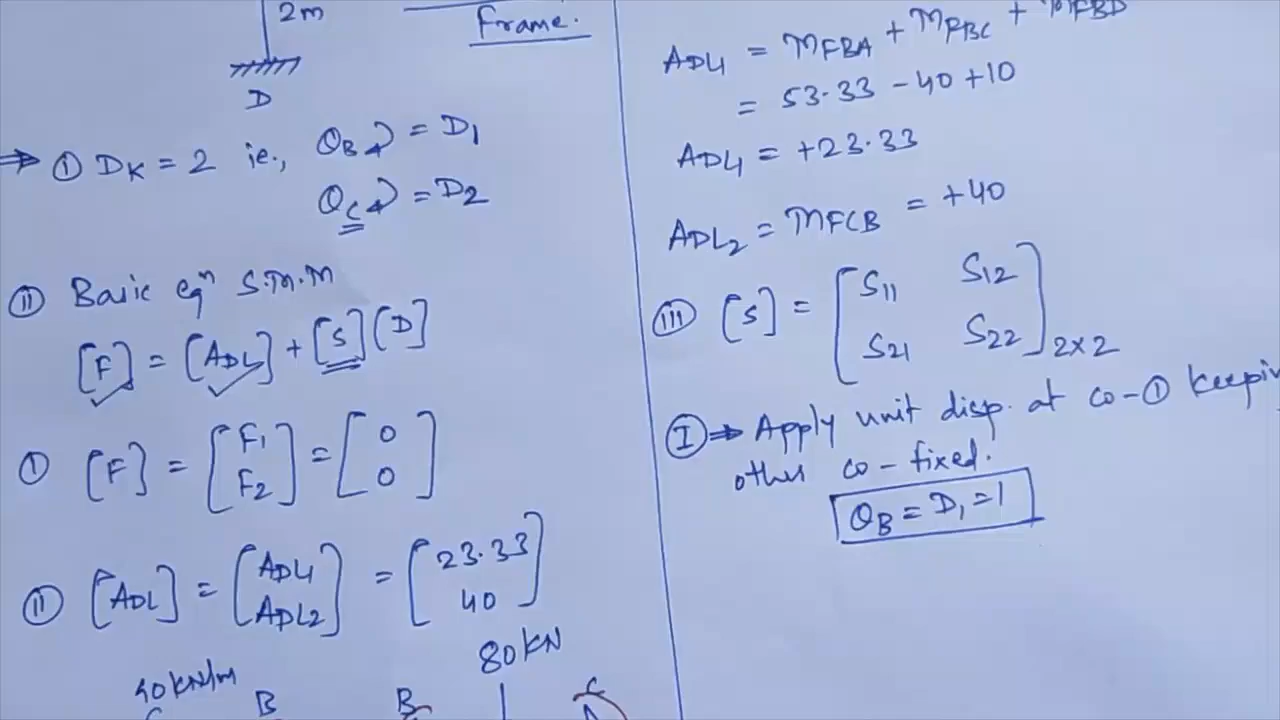 2m
Frame.
D
⇒ ① DK = 2 ie., θB = D1
θC = D2
② Basic eqn S.M.M
[F] = [ADL] + [S][D]
① [F] = [F1 F2] = [0 0]
② [ADL] = [ADL1 ADL2] = [23.33 40]
80KN
40KN/m
B
B
C
ADL1 = MFBA + MFBC + MFBD
= 53.33 - 40 + 10
ADL1 = +23.33
ADL2 = MFCB = +40
③ [S] = [S11 S12 S21 S22] 2x2
Ⓘ ⇒ Apply unit disp. at co-① keepin
other co-fixed.
θB = D1 = 1